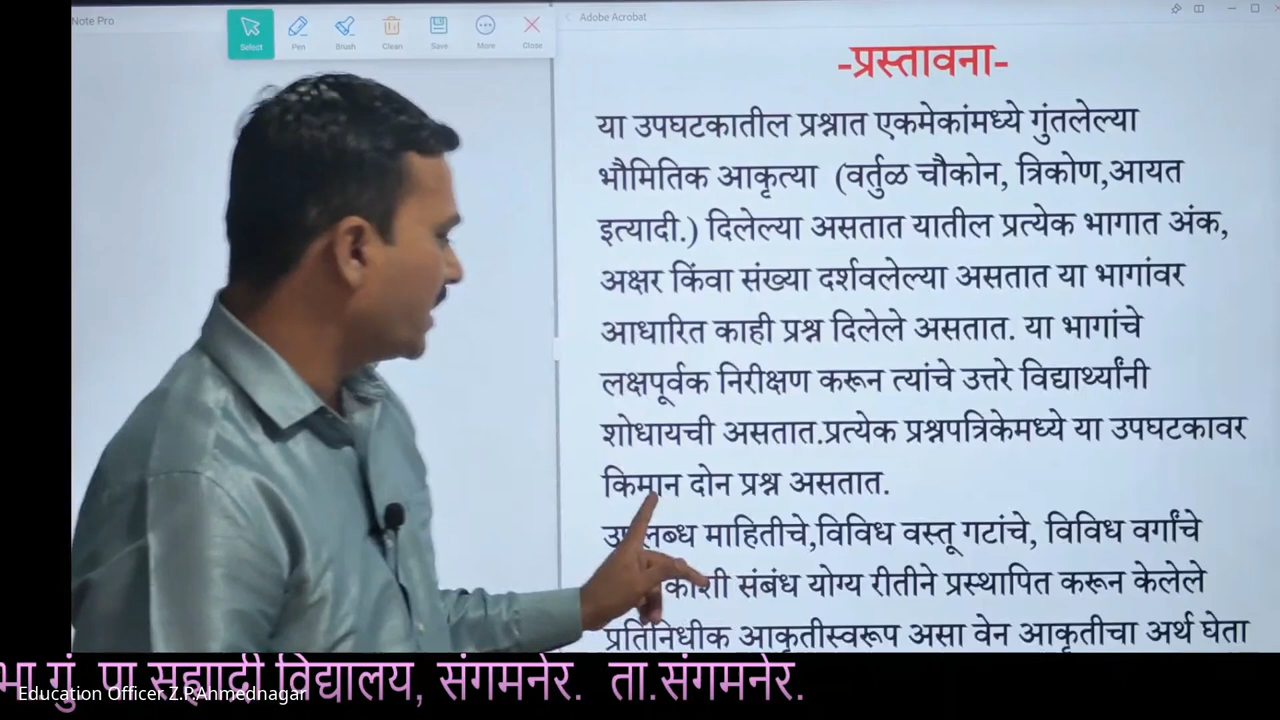 Note Pro
Select
Pen
Brush
Clean
Save
More
Close
Adobe Acrobat
-प्रस्तावना-
या उपघटकातील प्रश्नात एकमेकांमध्ये गुंतलेल्या
भौमितिक आकृत्या (वर्तुळ चौकोन, त्रिकोण,आयत
इत्यादी.) दिलेल्या असतात यातील प्रत्येक भागात अंक,
अक्षर किंवा संख्या दर्शवलेल्या असतात या भागांवर
आधारित काही प्रश्न दिलेले असतात. या भागांचे
लक्षपूर्वक निरीक्षण करून त्यांचे उत्तरे विद्यार्थ्यांनी
शोधायची असतात.प्रत्येक प्रश्नपत्रिकेमध्ये या उपघटकावर
किमान दोन प्रश्न असतात.
माहितीचे,विविध वस्तू गटांचे, विविध वर्गांचे
संबंध योग्य रीतीने प्रस्थापित करून केलेले
प्रतिनिधीक आकृतीस्वरूप असा वेन आकृतीचा अर्थ घेता
भा.गुं. पा.सह्याद्री विद्यालय, संगमनेर. ता.संगमनेर.
Education Officer Z.P.Anmednagar